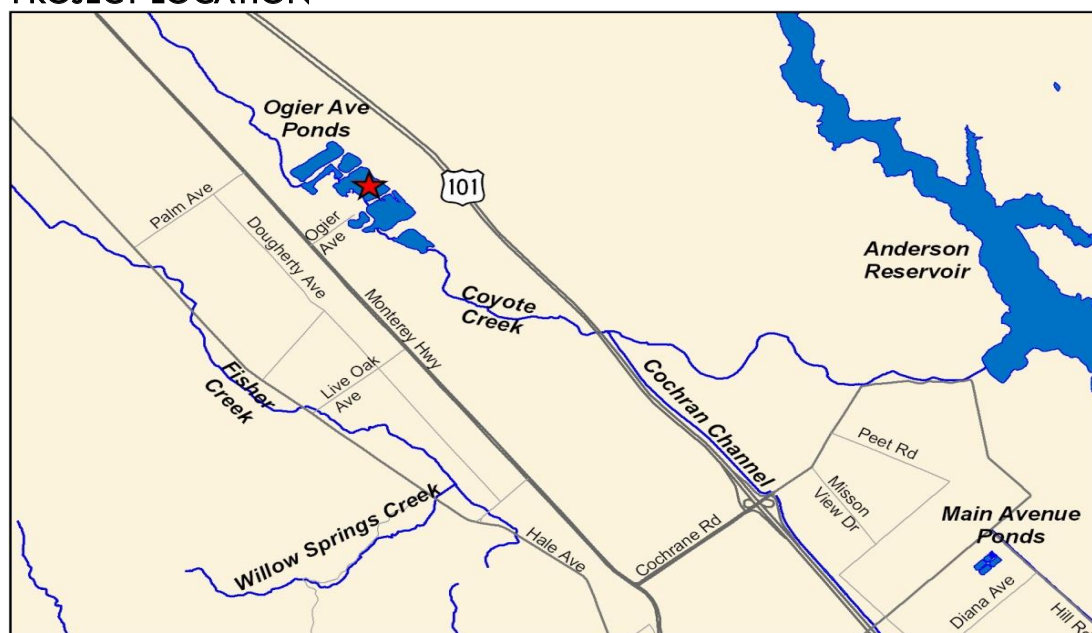 PROJECT LOCATION
Ogier Ave
Ponds
101
Palm Ave
Ogier
Ave
Dougherty Ave
Anderson
Reservoir
Coyote
Creek
Monterey Hwy
Fisher
Creek
Live Oak
Ave
Cochran Channel
Peet Rd
Misson
View Dr
Willow Springs Creek
Main Avenue
Ponds
Hale Ave
Cochrane Rd
Diana Ave